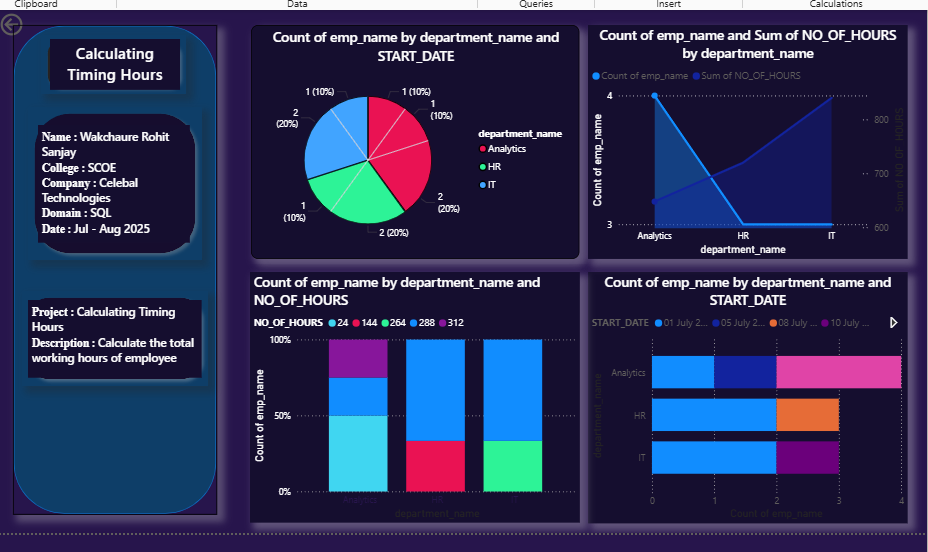 Clipboard
Data
Queries
Insert
Calculations
Calculating
Timing Hours
Name : Wakchaure Rohit
Sanjay
College : SCOE
Company : Celebal
Technologies
Domain : SQL
Date : Jul - Aug 2025
Project : Calculating Timing
Hours
Description : Calculate the total
working hours of employee
Count of emp_name by department_name and
START_DATE
1 (10%)
1 (10%)
1
(10%)
2
(20%)
2
(20%)
1
(10%)
2 (20%)
department_name
Analytics
HR
IT
Count of emp_name and Sum of NO_OF_HOURS
by department_name
Count of emp_name
Sum of NO_OF_HOURS
4
3
Count of emp_name
800
700
600
Sum of NO_OF_HOURS
Analytics
HR
IT
department_name
Count of emp_name by department_name and
NO_OF_HOURS
NO_OF_HOURS 24 144 264 288 312
100%
50%
0%
Count of emp_name
Analytics
HR
department_name
Count of emp_name by department_name and
START_DATE
START_DATE 01 July 2... 05 July 2... 08 July ... 10 July ...
department_name
Analytics
HR
IT
0 1 2 3 4
Count of emp_name